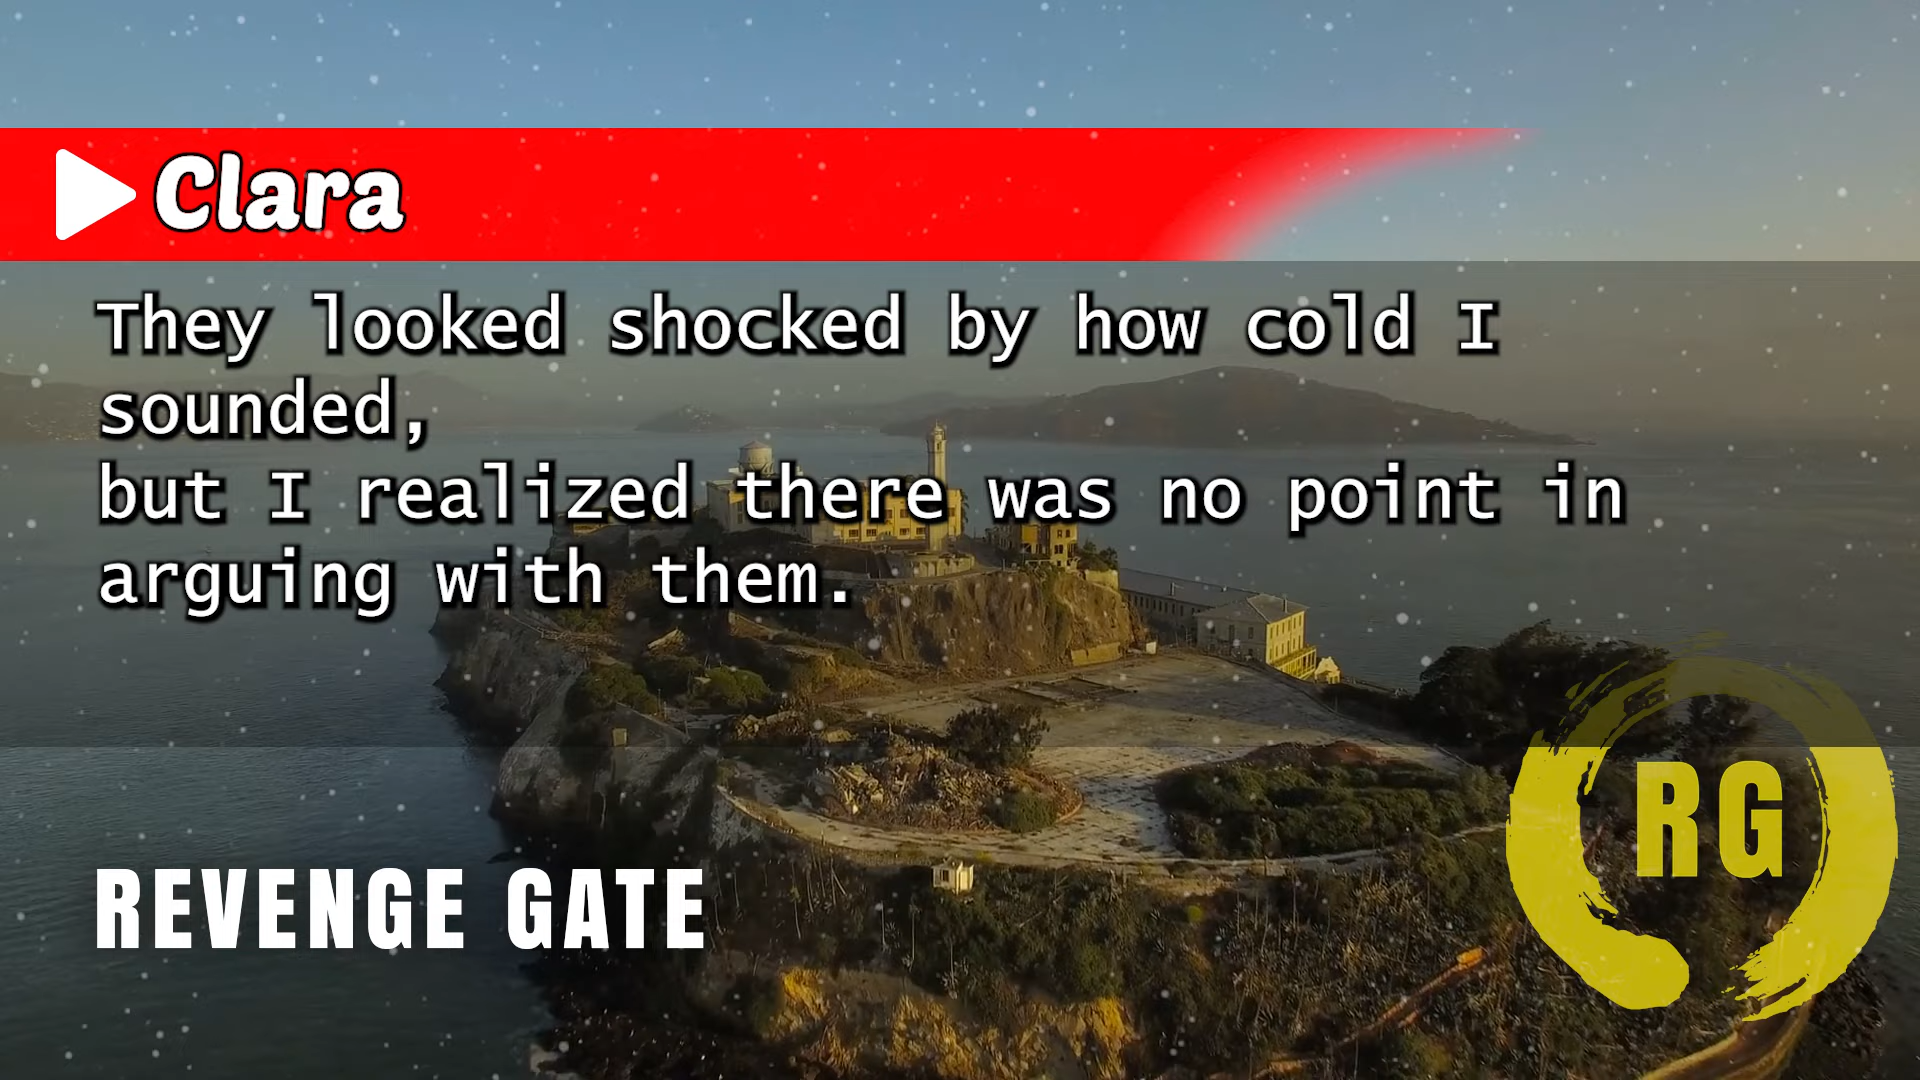 Clara
They looked shocked by how cold I
sounded,
but I realized there was no point in
arguing with them.
RG
REVENGE GATE